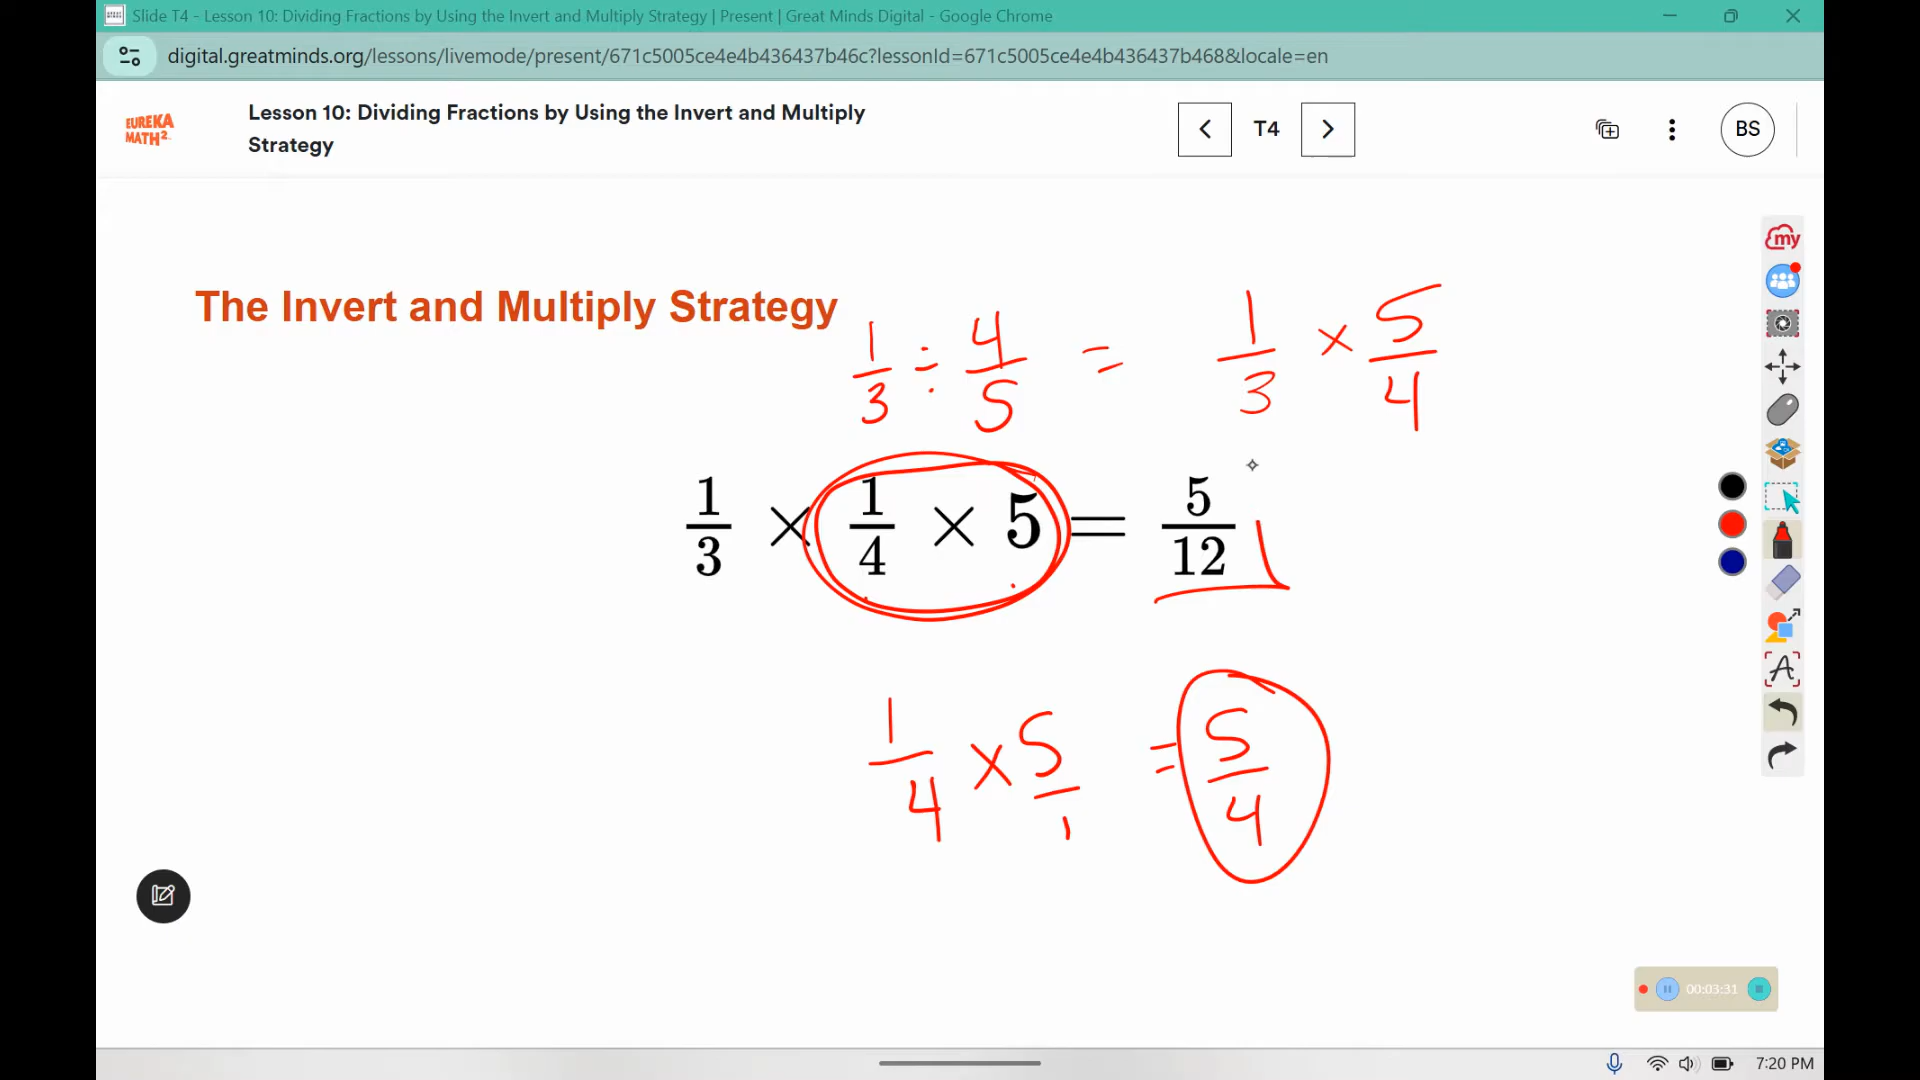 Slide T4 - Lesson 10: Dividing Fractions by Using the Invert and Multiply Strategy | Present | Great Minds Digital - Google Chrome
digital.greatminds.org/lessons/livemode/present/671c5005ce4e4b436437b46c?lessonId=671c5005ce4e4b436437b468&locale=en
EUREKA MATH²
Lesson 10: Dividing Fractions by Using the Invert and Multiply
Strategy
T4
BS
my
The Invert and Multiply Strategy
1/3 ÷ 4/5 = 1/3 × 5/4
1/3 × 1/4 × 5 = 5/12
1/4 × 5/1 = 5/4
A
00:03:31
7:20 PM